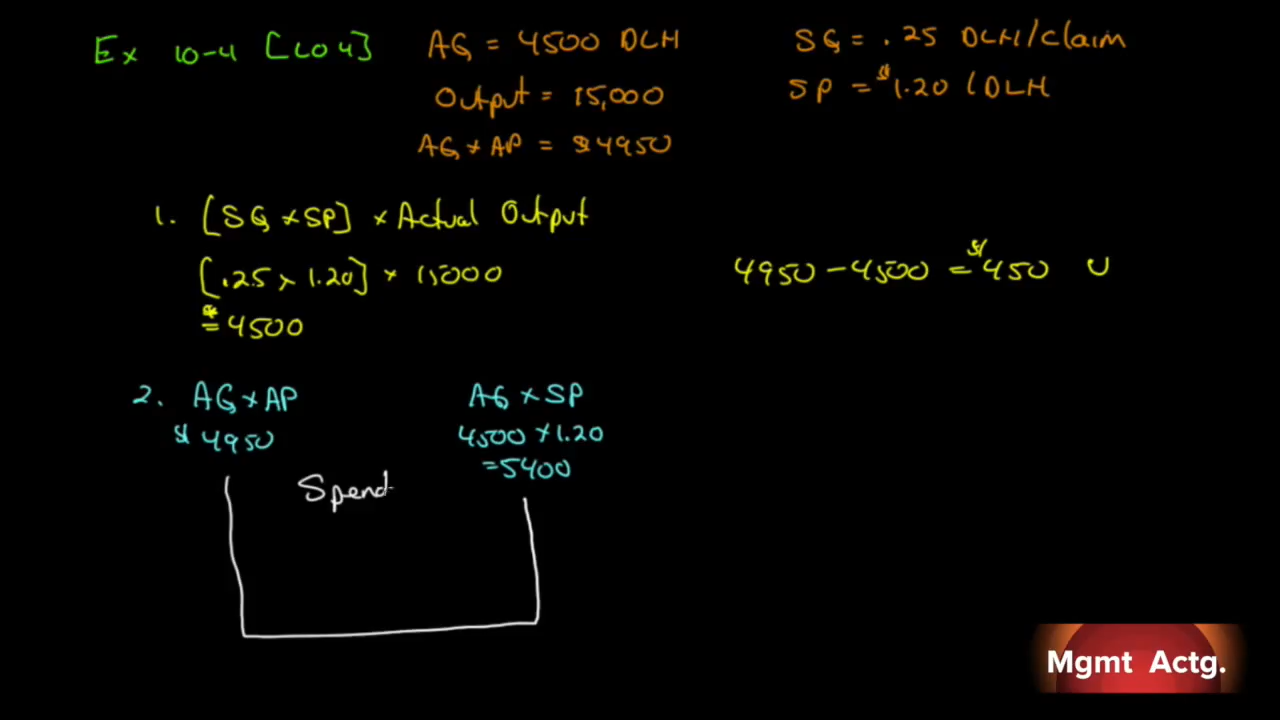 Ex 10-4 [LO4]
AQ = 4500 DLH
SQ = .25 DLH/Claim
Output = 15,000
SP = $1.20 / DLH
AQ × AP = $4950
1. [SQ × SP] × Actual Output
[.25 × 1.20] × 15000
4950 - 4500 = $450 U
$ = 4500
2. AQ × AP
AQ × SP
$4950
4500 × 1.20
= 5400
Spend
Mgmt Actg.